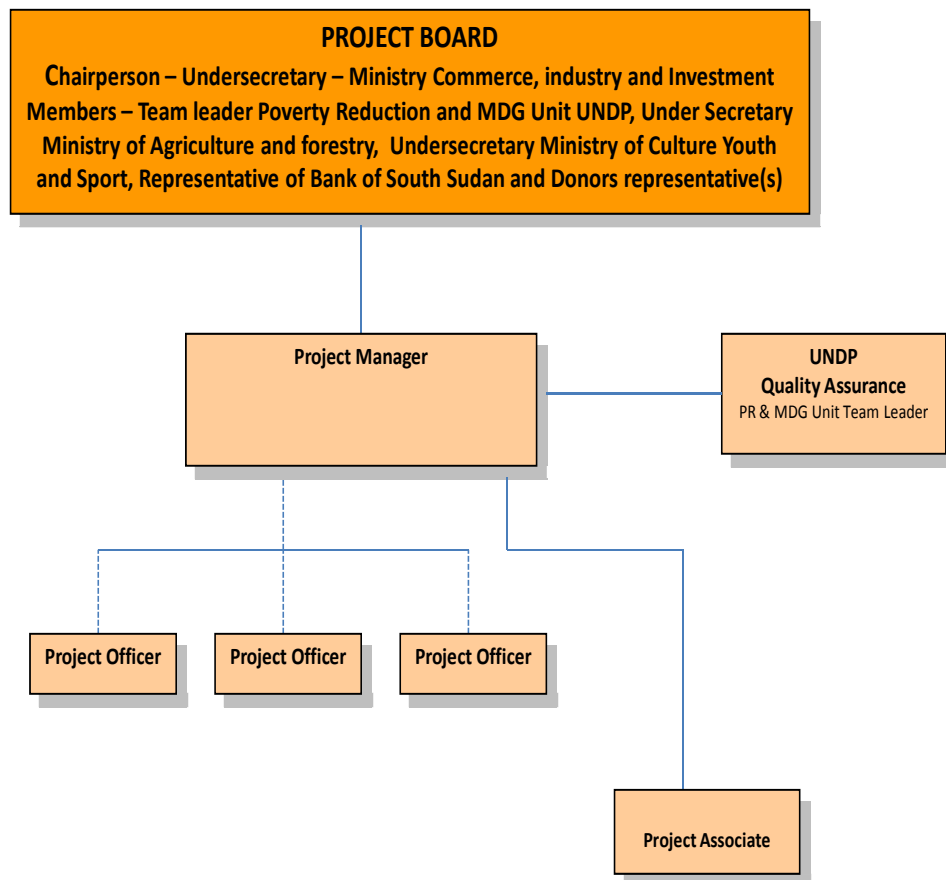 PROJECT BOARD
Chairperson – Undersecretary – Ministry Commerce, industry and Investment
Members – Team leader Poverty Reduction and MDG Unit UNDP, Under Secretary
Ministry of Agriculture and forestry, Undersecretary Ministry of Culture Youth
and Sport, Representative of Bank of South Sudan and Donors representative(s)
Project Manager
UNDP
Quality Assurance
PR & MDG Unit Team Leader
Project Officer
Project Officer
Project Officer
Project Associate